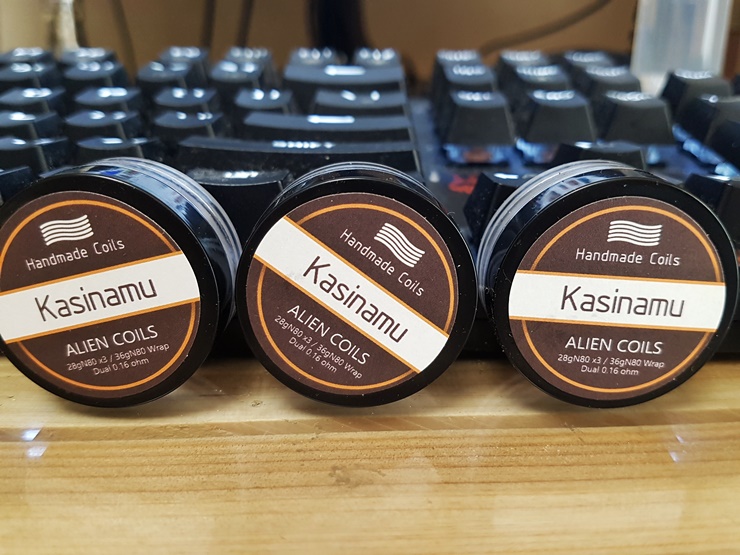 Handmade Coils
Kasinamu
ALIEN COILS
28gN80 x3 / 36gN80 Wrap
Dual 0.16 ohm
Handmade Coils
Kasinamu
ALIEN COILS
28gN80 x3 / 36gN80 Wrap
Dual 0.16 ohm
Handmade Coils
Kasinamu
ALIEN COILS
28gN80 x3 / 36gN80 Wrap
Dual 0.16 ohm